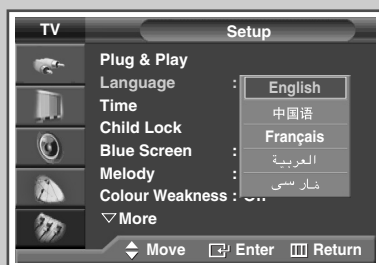 TV
Setup
Plug & Play
Language :
English
Time
中国语
Child Lock
Français
Blue Screen :
العربية
Melody :
فارسی
Colour Weakness : Off
▽More
Move Enter Return